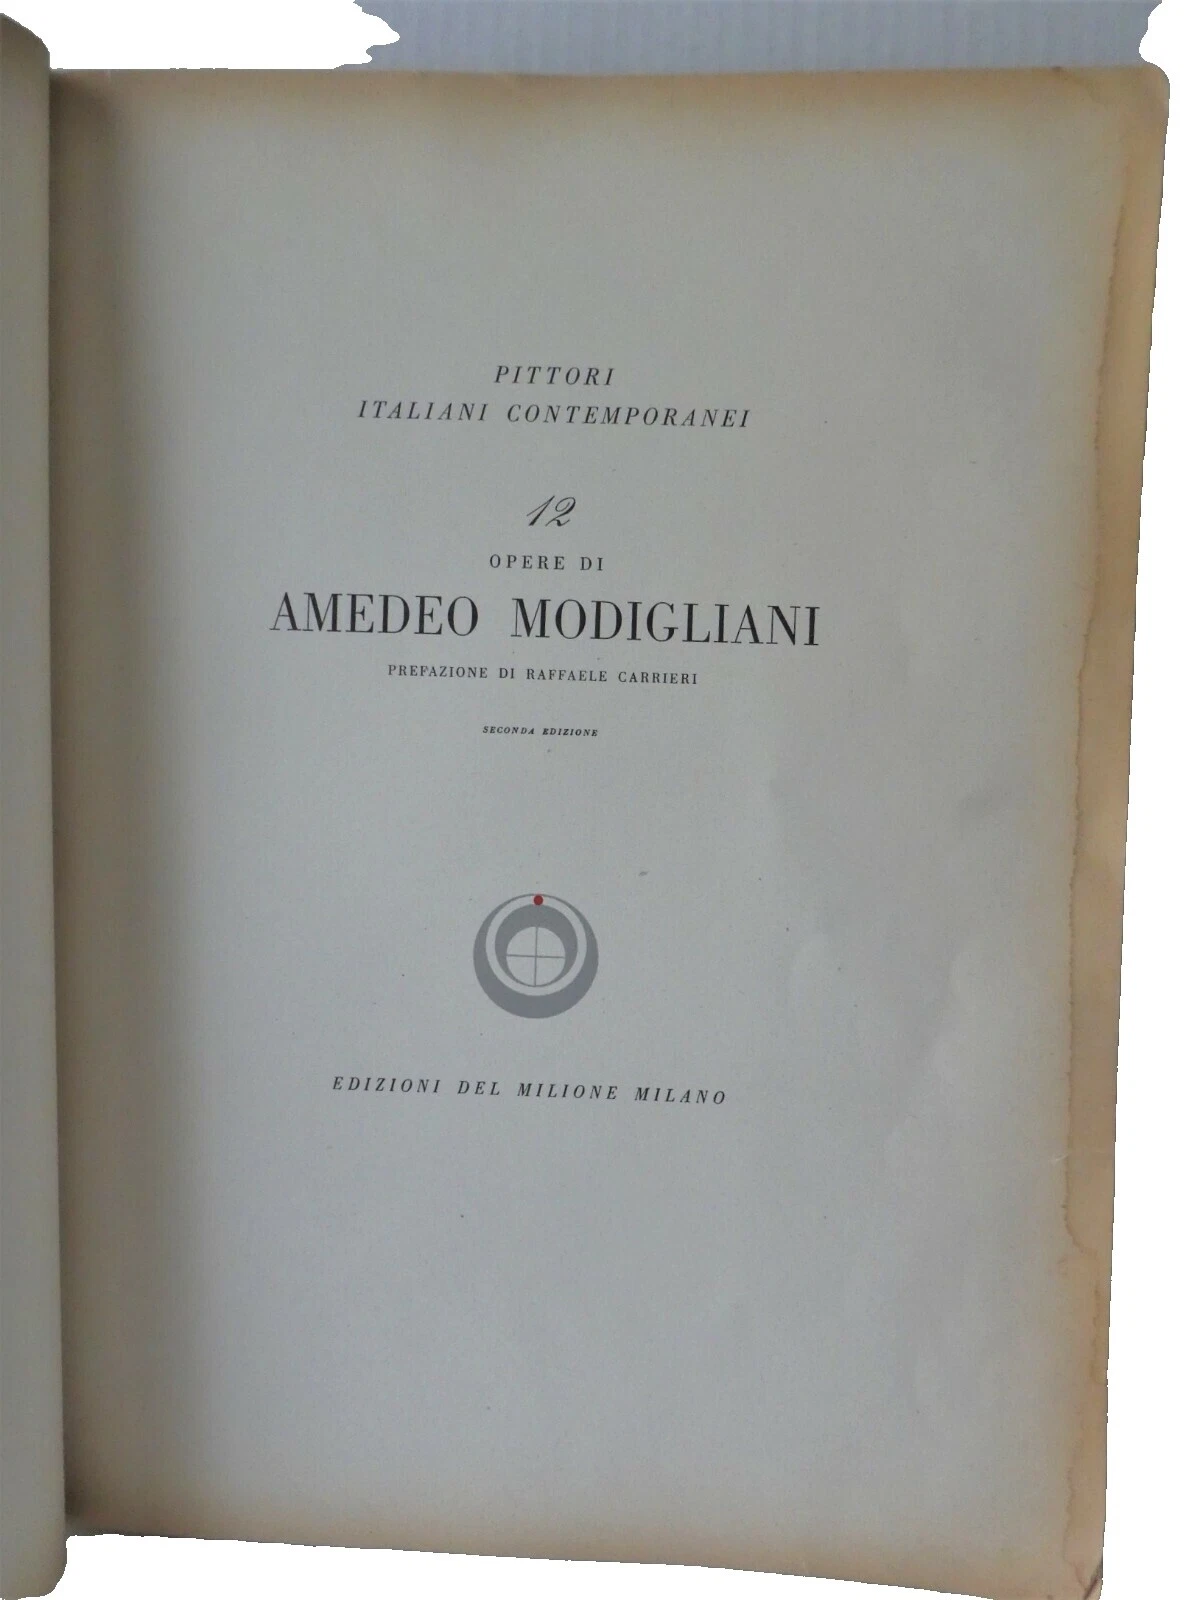 PITTORI
ITALIANI CONTEMPORANEI
12
OPERE DI
AMEDEO MODIGLIANI
PREFAZIONE DI RAFFAELE CARRIERI
SECONDA EDIZIONE
EDIZIONI DEL MILIONE MILANO